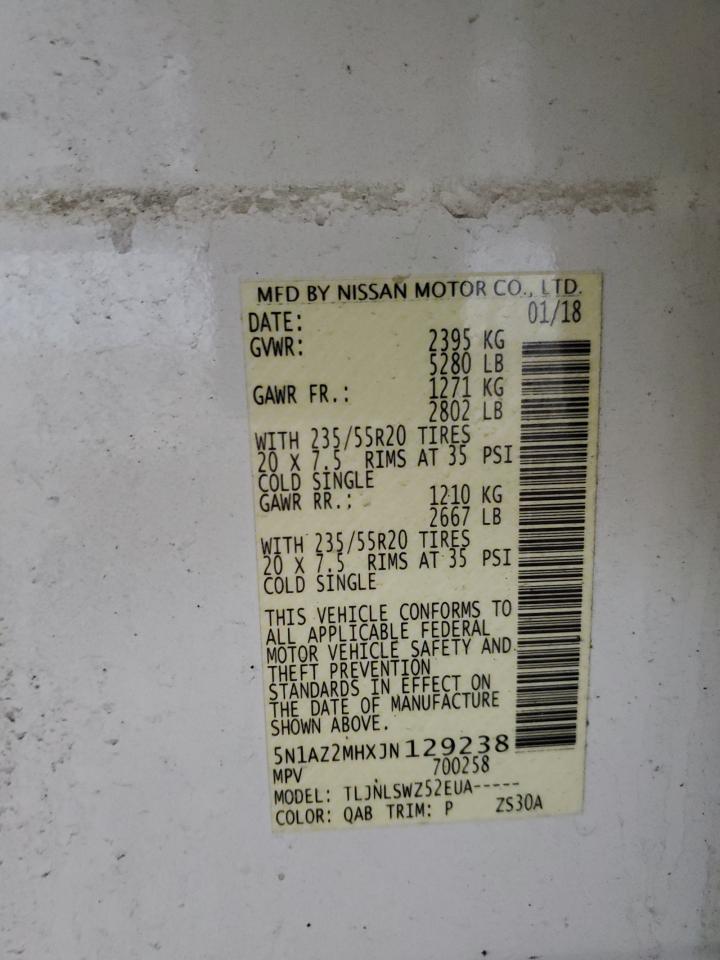 MFD BY NISSAN MOTOR CO., LTD.
DATE: 01/18
GVWR: 2395 KG
5280 LB
GAWR FR.: 1271 KG
2802 LB
WITH 235/55R20 TIRES
20 X 7.5 RIMS AT 35 PSI
COLD SINGLE
GAWR RR.: 1210 KG
2667 LB
WITH 235/55R20 TIRES
20 X 7.5 RIMS AT 35 PSI
COLD SINGLE
THIS VEHICLE CONFORMS TO
ALL APPLICABLE FEDERAL
MOTOR VEHICLE SAFETY AND
THEFT PREVENTION
STANDARDS IN EFFECT ON
THE DATE OF MANUFACTURE
SHOWN ABOVE.
5N1AZ2MHXJN129238
MPV 700258
MODEL: TLJNLSWZ52EUA-----
COLOR: QAB TRIM: P ZS30A